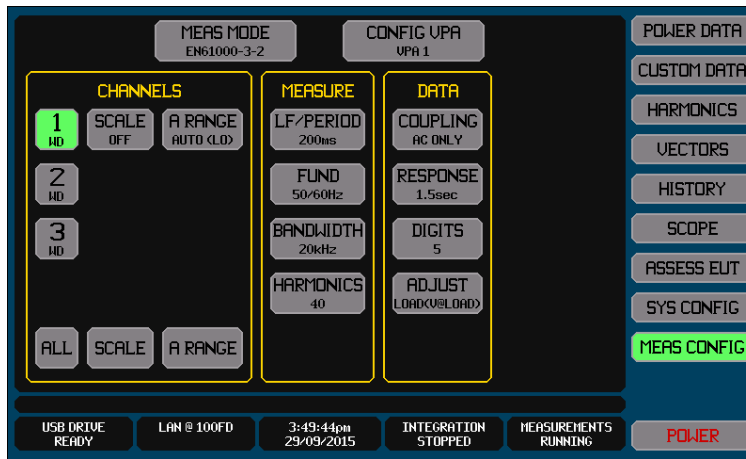 MEAS MODE
EN61000-3-2
CONFIG VPA
VPA 1
CHANNELS
1
WD
SCALE
OFF
A RANGE
AUTO (LO)
2
WD
3
WD
ALL
SCALE
A RANGE
MEASURE
LF/PERIOD
200ms
FUND
50/60Hz
BANDWIDTH
20kHz
HARMONICS
40
DATA
COUPLING
AC ONLY
RESPONSE
1.5sec
DIGITS
5
ADJUST
LOAD(V@LOAD)
POWER DATA
CUSTOM DATA
HARMONICS
VECTORS
HISTORY
SCOPE
ASSESS EUT
SYS CONFIG
MEAS CONFIG
POWER
USB DRIVE
READY
LAN @ 100FD
3:49:44pm
29/09/2015
INTEGRATION
STOPPED
MEASUREMENTS
RUNNING